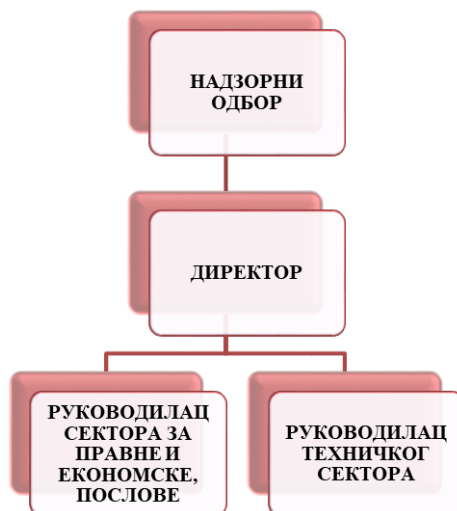 НАДЗОРНИ
ОДБОР
ДИРЕКТОР
РУКОВОДИЛАЦ
СЕКТОРА ЗА
ПРАВНЕ И
ЕКОНОМСКЕ,
ПОСЛОВЕ
РУКОВОДИЛАЦ
ТЕХНИЧКОГ
СЕКТОРА